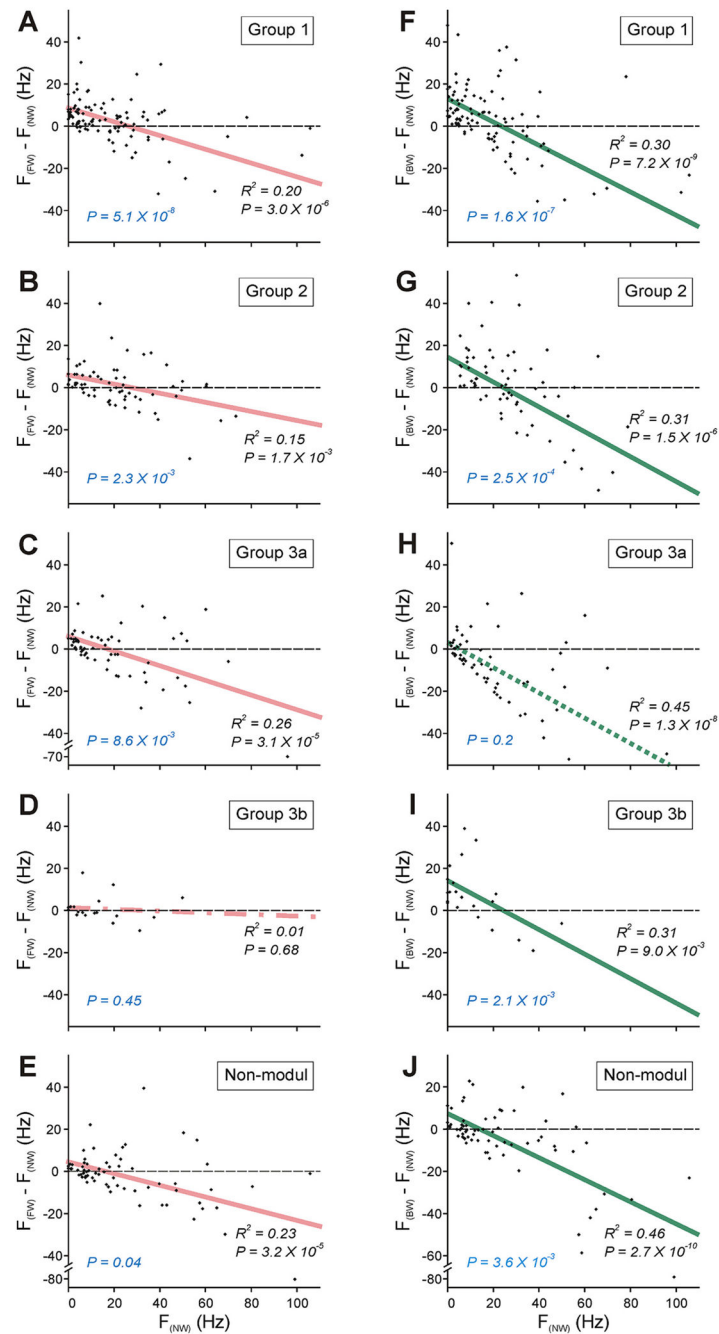 A
Group 1
F(FW) - F(NW) (Hz)
40
20
0
-20
-40
R² = 0.20
P = 3.0 X 10⁻⁶
P = 5.1 X 10⁻⁸
B
Group 2
F(FW) - F(NW) (Hz)
40
20
0
-20
-40
R² = 0.15
P = 1.7 X 10⁻³
P = 2.3 X 10⁻³
C
Group 3a
F(FW) - F(NW) (Hz)
40
20
0
-20
-40
-70
R² = 0.26
P = 3.1 X 10⁻⁵
P = 8.6 X 10⁻³
D
Group 3b
F(FW) - F(NW) (Hz)
40
20
0
-20
-40
R² = 0.01
P = 0.68
P = 0.45
E
Non-modul
F(FW) - F(NW) (Hz)
40
20
0
-20
-40
-80
R² = 0.23
P = 3.2 X 10⁻⁵
P = 0.04
0 20 40 60 80 100
F(NW) (Hz)
F
Group 1
F(BW) - F(NW) (Hz)
40
20
0
-20
-40
R² = 0.30
P = 7.2 X 10⁻⁹
P = 1.6 X 10⁻⁷
G
Group 2
F(BW) - F(NW) (Hz)
40
20
0
-20
-40
R² = 0.31
P = 1.5 X 10⁻⁶
P = 2.5 X 10⁻⁴
H
Group 3a
F(BW) - F(NW) (Hz)
40
20
0
-20
-40
R² = 0.45
P = 1.3 X 10⁻⁸
P = 0.2
I
Group 3b
F(BW) - F(NW) (Hz)
40
20
0
-20
-40
R² = 0.31
P = 9.0 X 10⁻³
P = 2.1 X 10⁻³
J
Non-modul
F(BW) - F(NW) (Hz)
20
0
-20
-40
-60
-80
R² = 0.46
P = 2.7 X 10⁻¹⁰
P = 3.6 X 10⁻³
0 20 40 60 80 100
F(NW) (Hz)